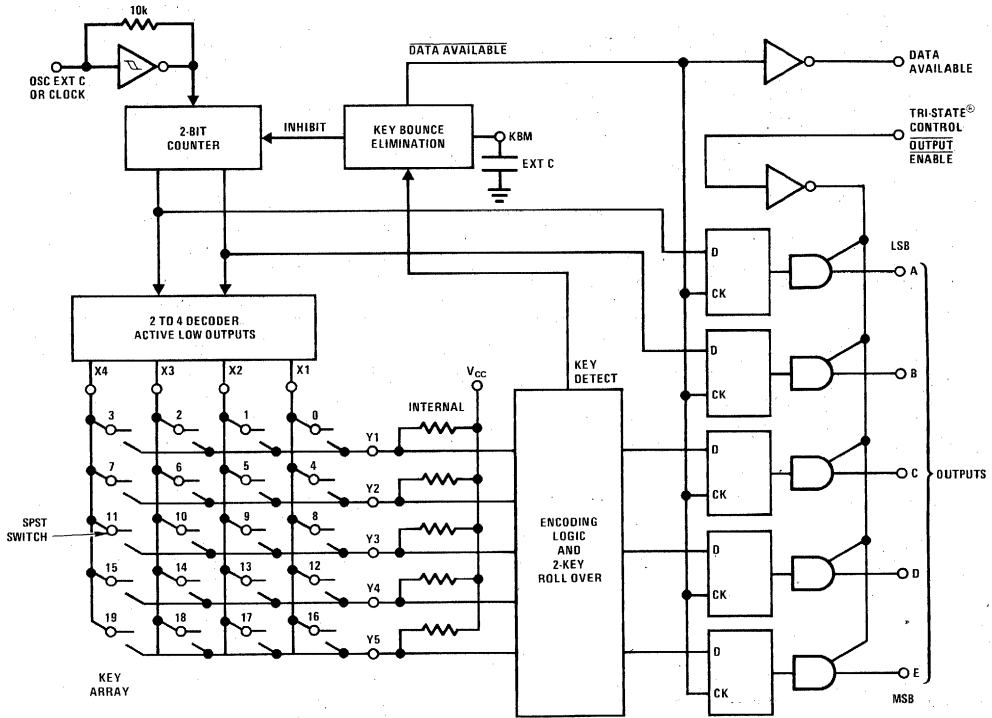 10k
OSC EXT C
OR CLOCK
2-BIT
COUNTER
INHIBIT
DATA AVAILABLE
KEY BOUNCE
ELIMINATION
KBM
EXT C
DATA
AVAILABLE
TRI-STATE®
CONTROL
OUTPUT
ENABLE
2 TO 4 DECODER
ACTIVE LOW OUTPUTS
X4
X3
X2
X1
VCC
INTERNAL
KEY
DETECT
3
2
1
0
Y1
7
6
5
4
Y2
11
10
9
8
Y3
SPST
SWITCH
15
14
13
12
Y4
19
18
17
16
Y5
KEY
ARRAY
ENCODING
LOGIC
AND
2-KEY
ROLL OVER
D
CK
LSB
A
D
CK
B
D
CK
C
OUTPUTS
D
CK
D
D
CK
E
MSB